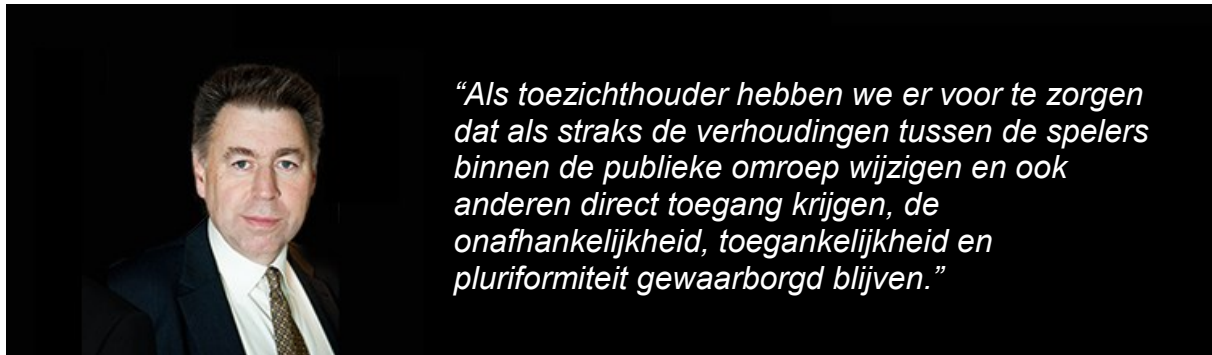 “Als toezichthouder hebben we er voor te zorgen
dat als straks de verhoudingen tussen de spelers
binnen de publieke omroep wijzigen en ook
anderen direct toegang krijgen, de
onafhankelijkheid, toegankelijkheid en
pluriformiteit gewaarborgd blijven.”